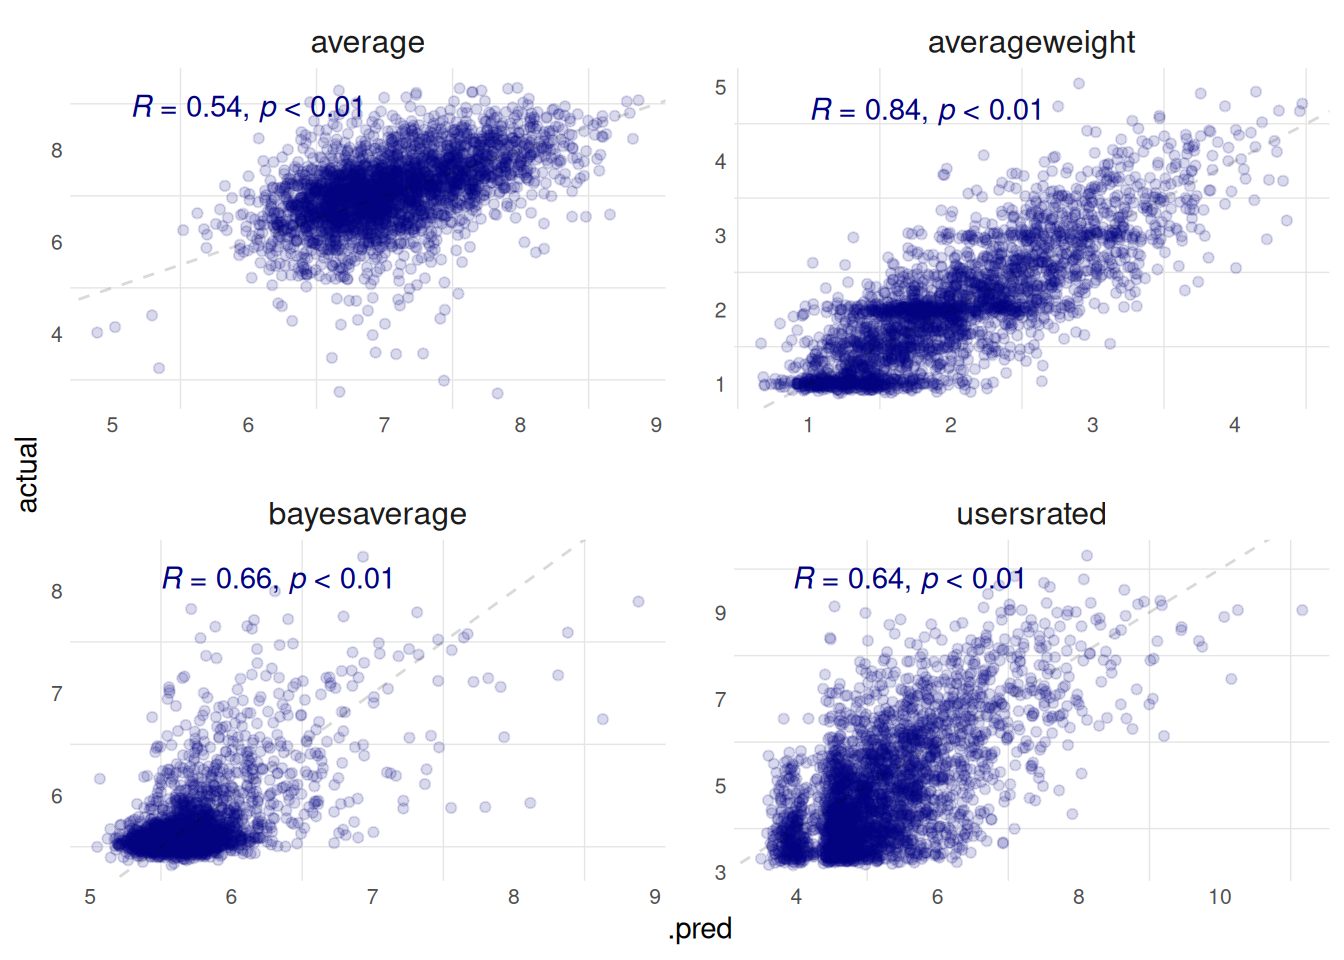 average
R = 0.54, p < 0.01
8
6
4
5 6 7 8 9
averageweight
R = 0.84, p < 0.01
5
4
3
2
1
1 2 3 4
actual
bayesaverage
R = 0.66, p < 0.01
8
7
6
5 6 7 8 9
usersrated
R = 0.64, p < 0.01
9
7
5
3
4 6 8 10
.pred